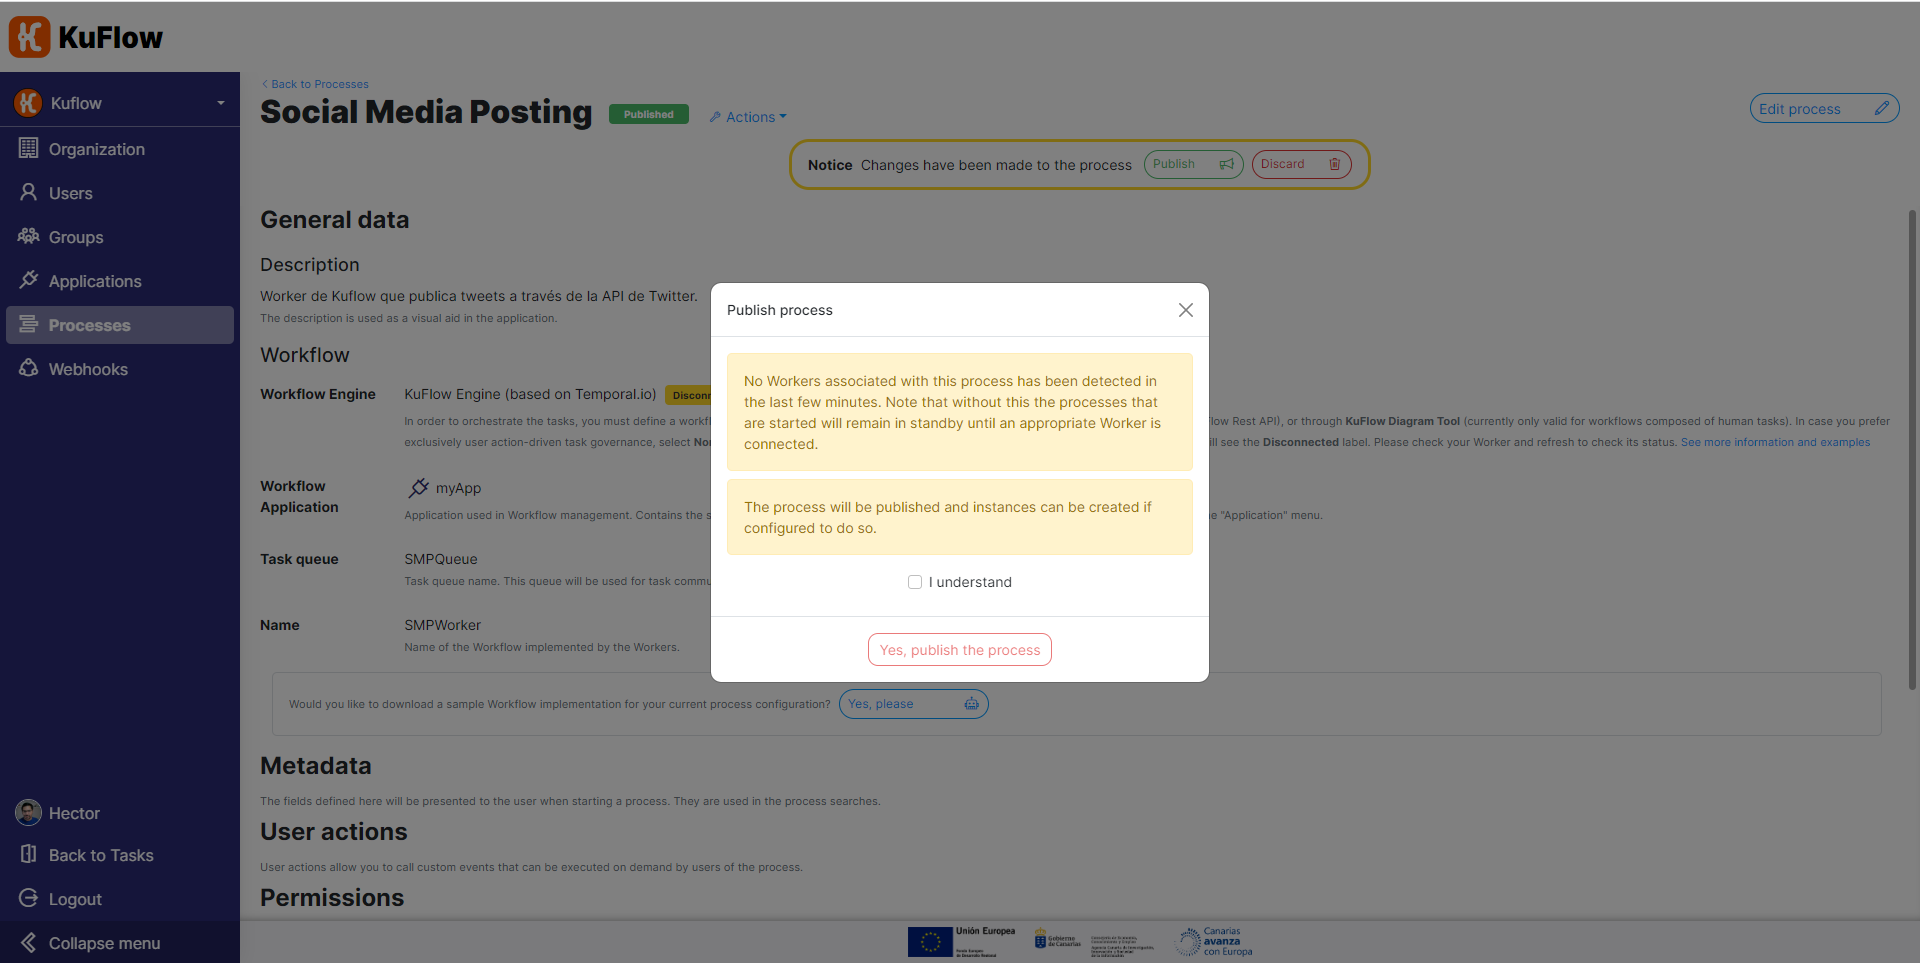 KuFlow
Kuflow
Organization
Users
Groups
Applications
Processes
Webhooks
Hector
Back to Tasks
Logout
Collapse menu
Back to Processes
Social Media Posting
Published
Actions
Edit process
Notice Changes have been made to the process
Publish
Discard
General data
Description
Worker de Kuflow que publica tweets a través de la API de Twitter.
The description is used as a visual aid in the application.
Workflow
Workflow Engine
KuFlow Engine (based on Temporal.io)
In order to orchestrate the tasks, you must define a
low Rest API), or through KuFlow Diagram Tool (currently only valid for workflows composed of human tasks). In case you prefer
exclusively user action-driven task governance, select
see the Disconnected label. Please check your Worker and refresh to check its status. See more information and examples
Workflow
Application
myApp
Application used in Workflow management. Contains the
"Application" menu.
Task queue
SMPQueue
Task queue name. This queue will be used for task
Name
SMPWorker
Name of the Workflow implemented by the Workers.
Would you like to download a sample Workflow implementation for your current process configuration?
Yes, please
Metadata
The fields defined here will be presented to the user when starting a process. They are used in the process searches.
User actions
User actions allow you to call custom events that can be executed on demand by users of the process.
Permissions
Publish process
No Workers associated with this process has been detected in
the last few minutes. Note that without this the processes that
are started will remain in standby until an appropriate Worker is
connected.
The process will be published and instances can be created if
configured to do so.
I understand
Yes, publish the process
Unión Europea
Gobierno
de Canarias
Canarias
avanza
con Europa